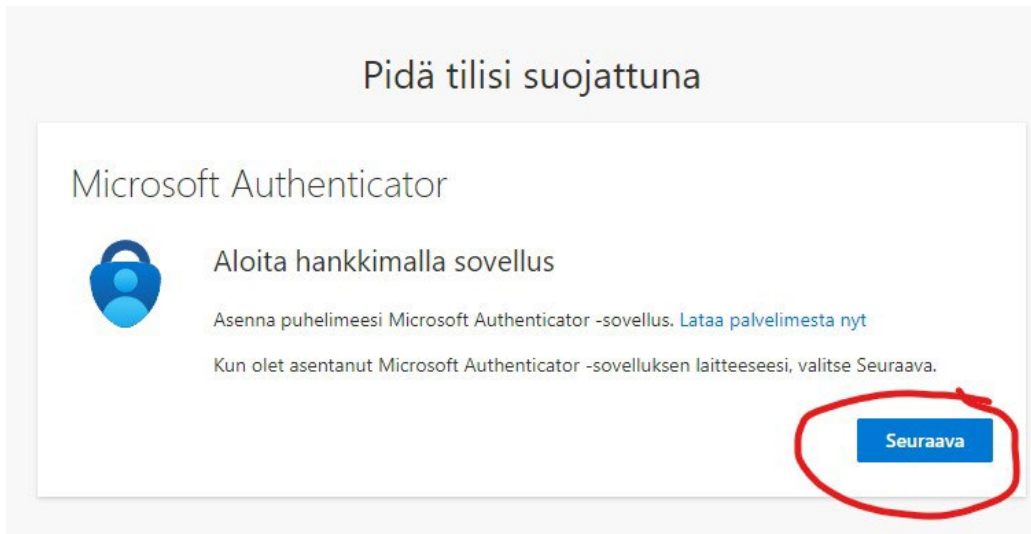 Pidä tilisi suojattuna
Microsoft Authenticator
Aloita hankkimalla sovellus
Asenna puhelimeesi Microsoft Authenticator -sovellus. Lataa palvelimesta nyt
Kun olet asentanut Microsoft Authenticator -sovelluksen laitteeseesi, valitse Seuraava.
Seuraava